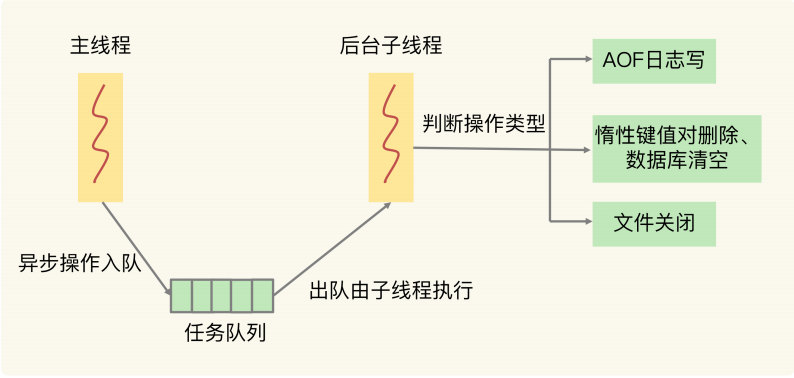 主线程
后台子线程
AOF日志写
判断操作类型
惰性键值对删除、
数据库清空
文件关闭
异步操作入队
出队由子线程执行
任务队列